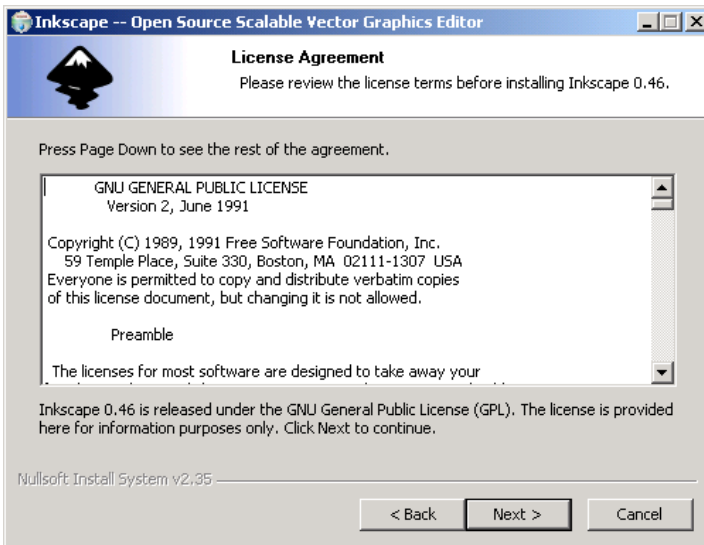 Inkscape -- Open Source Scalable Vector Graphics Editor
License Agreement
Please review the license terms before installing Inkscape 0.46.
Press Page Down to see the rest of the agreement.
GNU GENERAL PUBLIC LICENSE
Version 2, June 1991
Copyright (C) 1989, 1991 Free Software Foundation, Inc.
59 Temple Place, Suite 330, Boston, MA  02111-1307  USA
Everyone is permitted to copy and distribute verbatim copies
of this license document, but changing it is not allowed.
Preamble
The licenses for most software are designed to take away your
Inkscape 0.46 is released under the GNU General Public License (GPL). The license is provided
here for information purposes only. Click Next to continue.
Nullsoft Install System v2.35
< Back
Next >
Cancel